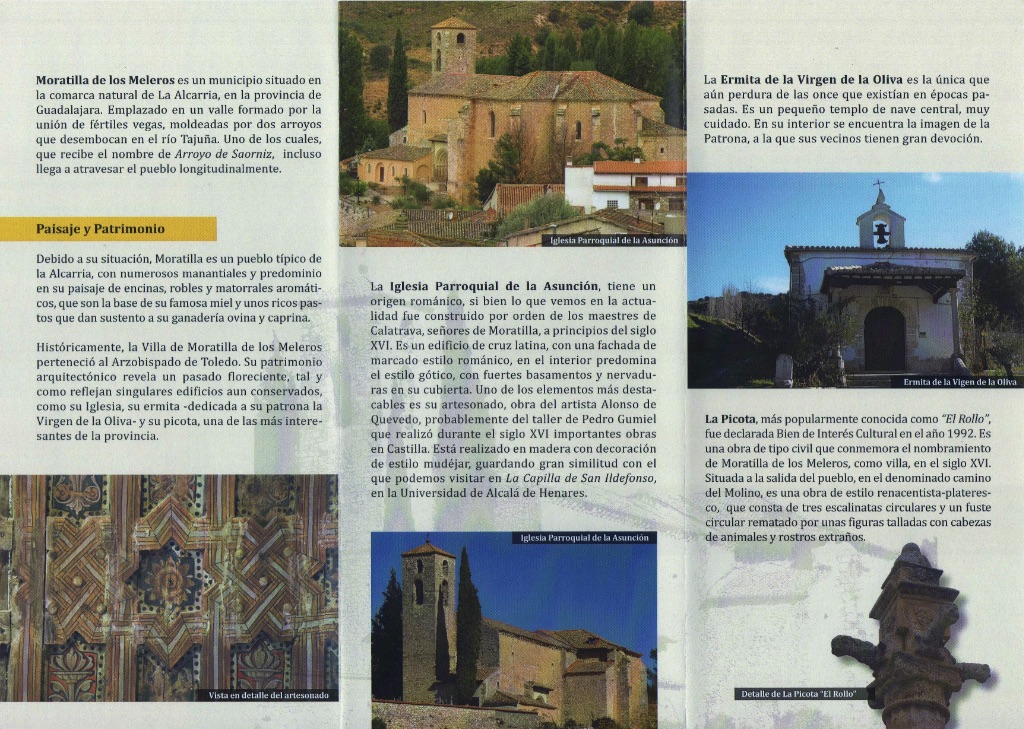 Moratilla de los Meleros es un municipio situado en
la comarca natural de La Alcarria, en la provincia de
Guadalajara. Emplazado en un valle formado por la
unión de fértiles vegas, moldeadas por dos arroyos
que desembocan en el río Tajuña. Uno de los cuales,
que recibe el nombre de Arroyo de Saorniz, incluso
llega a atravesar el pueblo longitudinalmente.
Paisaje y Patrimonio
Debido a su situación, Moratilla es un pueblo típico de
la Alcarria, con numerosos manantiales y predominio
en su paisaje de encinas, robles y matorrales aromáti-
cos, que son la base de su famosa miel y unos ricos pas-
tos que dan sustento a su ganadería ovina y caprina.
Históricamente, la Villa de Moratilla de los Meleros
perteneció al Arzobispado de Toledo. Su patrimonio
arquitectónico revela un pasado floreciente, tal y
como reflejan singulares edificios aun conservados,
como su Iglesia, su ermita -dedicada a su patrona la
Virgen de la Oliva- y su picota, una de las más intere-
santes de la provincia.
Vista en detalle del artesonado
Iglesia Parroquial de la Asunción
La Iglesia Parroquial de la Asunción, tiene un
origen románico, si bien lo que vemos en la actua-
lidad fue construido por orden de los maestres de
Calatrava, señores de Moratilla, a principios del siglo
XVI. Es un edificio de cruz latina, con una fachada de
marcado estilo románico, en el interior predomina
el estilo gótico, con fuertes basamentos y nervadu-
ras en su cubierta. Uno de los elementos más desta-
cables es su artesonado, obra del artista Alonso de
Quevedo, probablemente del taller de Pedro Gumiel
que realizó durante el siglo XVI importantes obras
en Castilla. Está realizado en madera con decoración
de estilo mudéjar, guardando gran similitud con el
que podemos visitar en La Capilla de San Ildefonso,
en la Universidad de Alcalá de Henares.
Iglesia Parroquial de la Asunción
La Ermita de la Virgen de la Oliva es la única que
aún perdura de las once que existían en épocas pa-
sadas. Es un pequeño templo de nave central, muy
cuidado. En su interior se encuentra la imagen de la
Patrona, a la que sus vecinos tienen gran devoción.
Ermita de la Vigen de la Oliva
La Picota, más popularmente conocida como “El Rollo”,
fue declarada Bien de Interés Cultural en el año 1992. Es
una obra de tipo civil que conmemora el nombramiento
de Moratilla de los Meleros, como villa, en el siglo XVI.
Situada a la salida del pueblo, en el denominado camino
del Molino, es una obra de estilo renacentista-plateres-
co, que consta de tres escalinatas circulares y un fuste
circular rematado por unas figuras talladas con cabezas
de animales y rostros extraños.
Detalle de La Picota "El Rollo"